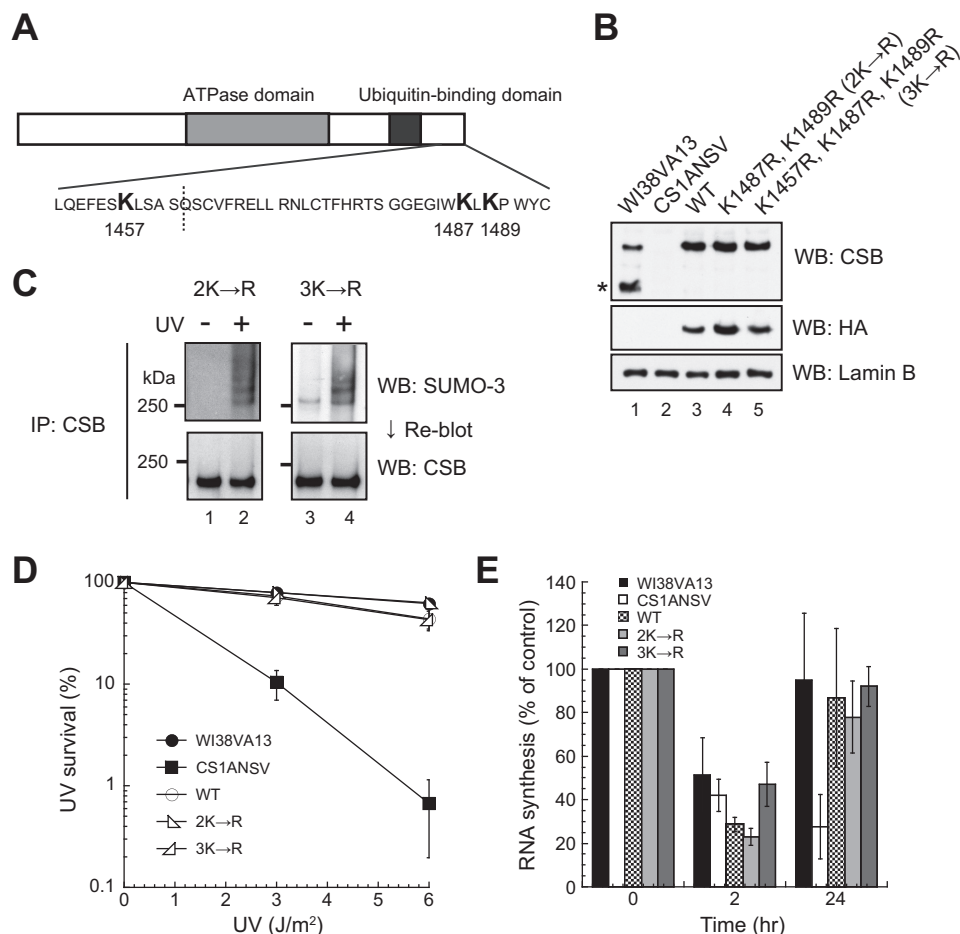 A
ATPase domain
Ubiquitin-binding domain
LQEFESKLSA SQSCVFRELL RNLCTFHRTS GGEGIWKLKP WYC
1457
1487 1489
B
WI38VA13
CS1ANSV
WT
K1487R, K1489R (2K→R)
K1457R, K1487R, K1489R
(3K→R)
WB: CSB
*
WB: HA
WB: Lamin B
1 2 3 4 5
C
2K→R 3K→R
UV - + - +
kDa
250
WB: SUMO-3
IP: CSB
↓ Re-blot
250
WB: CSB
1 2 3 4
D
UV survival (%)
100
10
1
0.1
WI38VA13
CS1ANSV
WT
2K→R
3K→R
0 1 2 3 4 5 6
UV (J/m²)
E
RNA synthesis (% of control)
140
120
100
80
60
40
20
0
WI38VA13
CS1ANSV
WT
2K→R
3K→R
0 2 24
Time (hr)